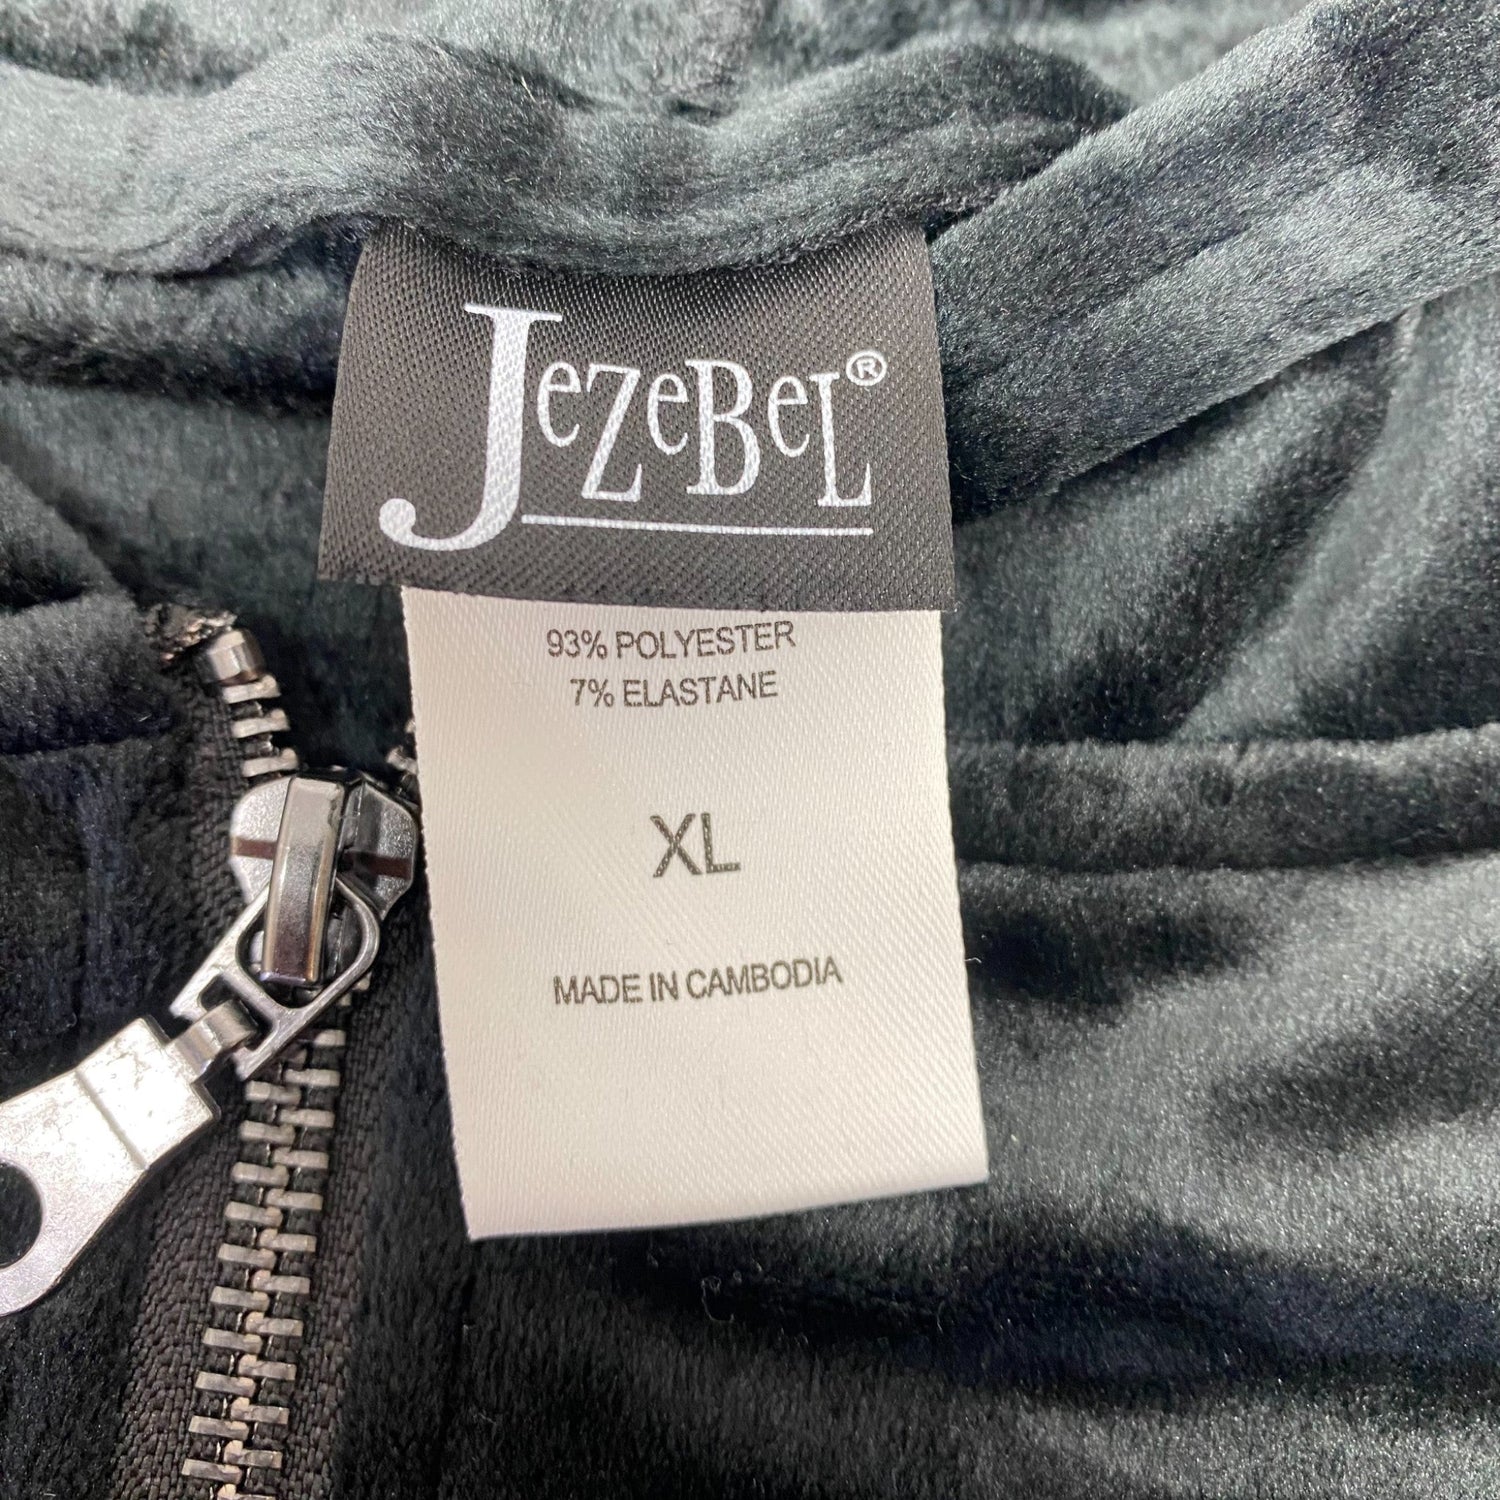 JeZeBeL®
93% POLYESTER
7% ELASTANE
XL
MADE IN CAMBODIA